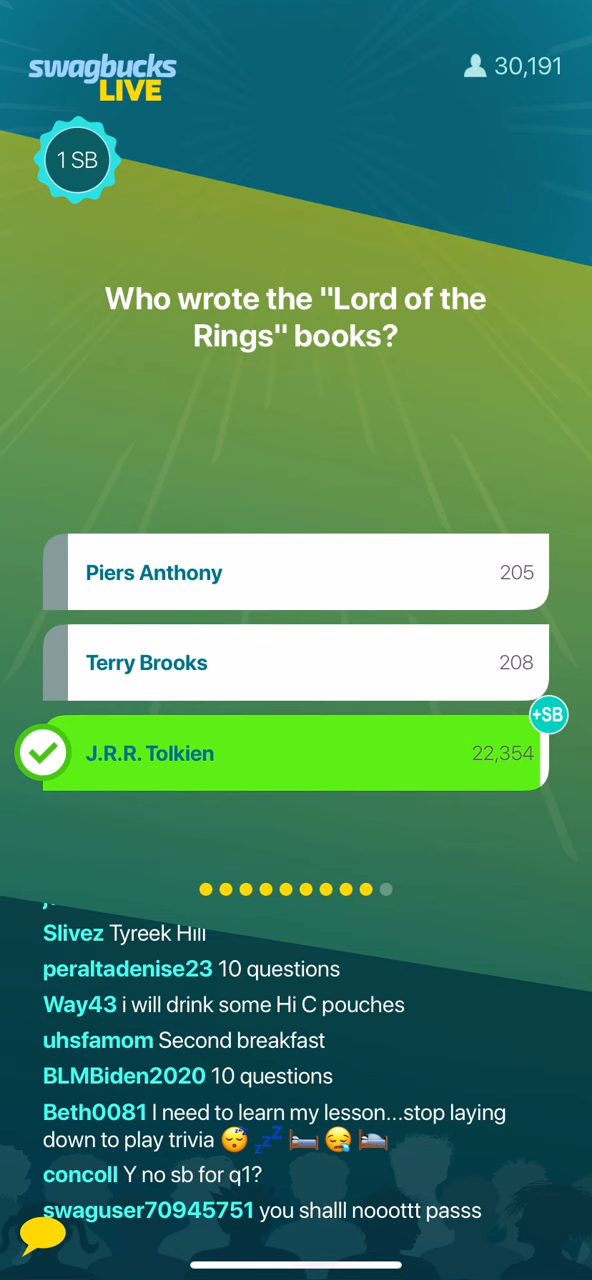 swagbucks
LIVE
30,191
1 SB
Who wrote the "Lord of the
Rings" books?
Piers Anthony 205
Terry Brooks 208
+SB
J.R.R. Tolkien 22,354
Slivez Tyreek Hill
peraltadenise23 10 questions
Way43 i will drink some Hi C pouches
uhsfamom Second breakfast
BLMBiden2020 10 questions
Beth0081 I need to learn my lesson...stop laying
down to play trivia 😴 💤 🛏️ 😪 🛌
concoll Y no sb for q1?
swaguser70945751 you shalll nooottt passs